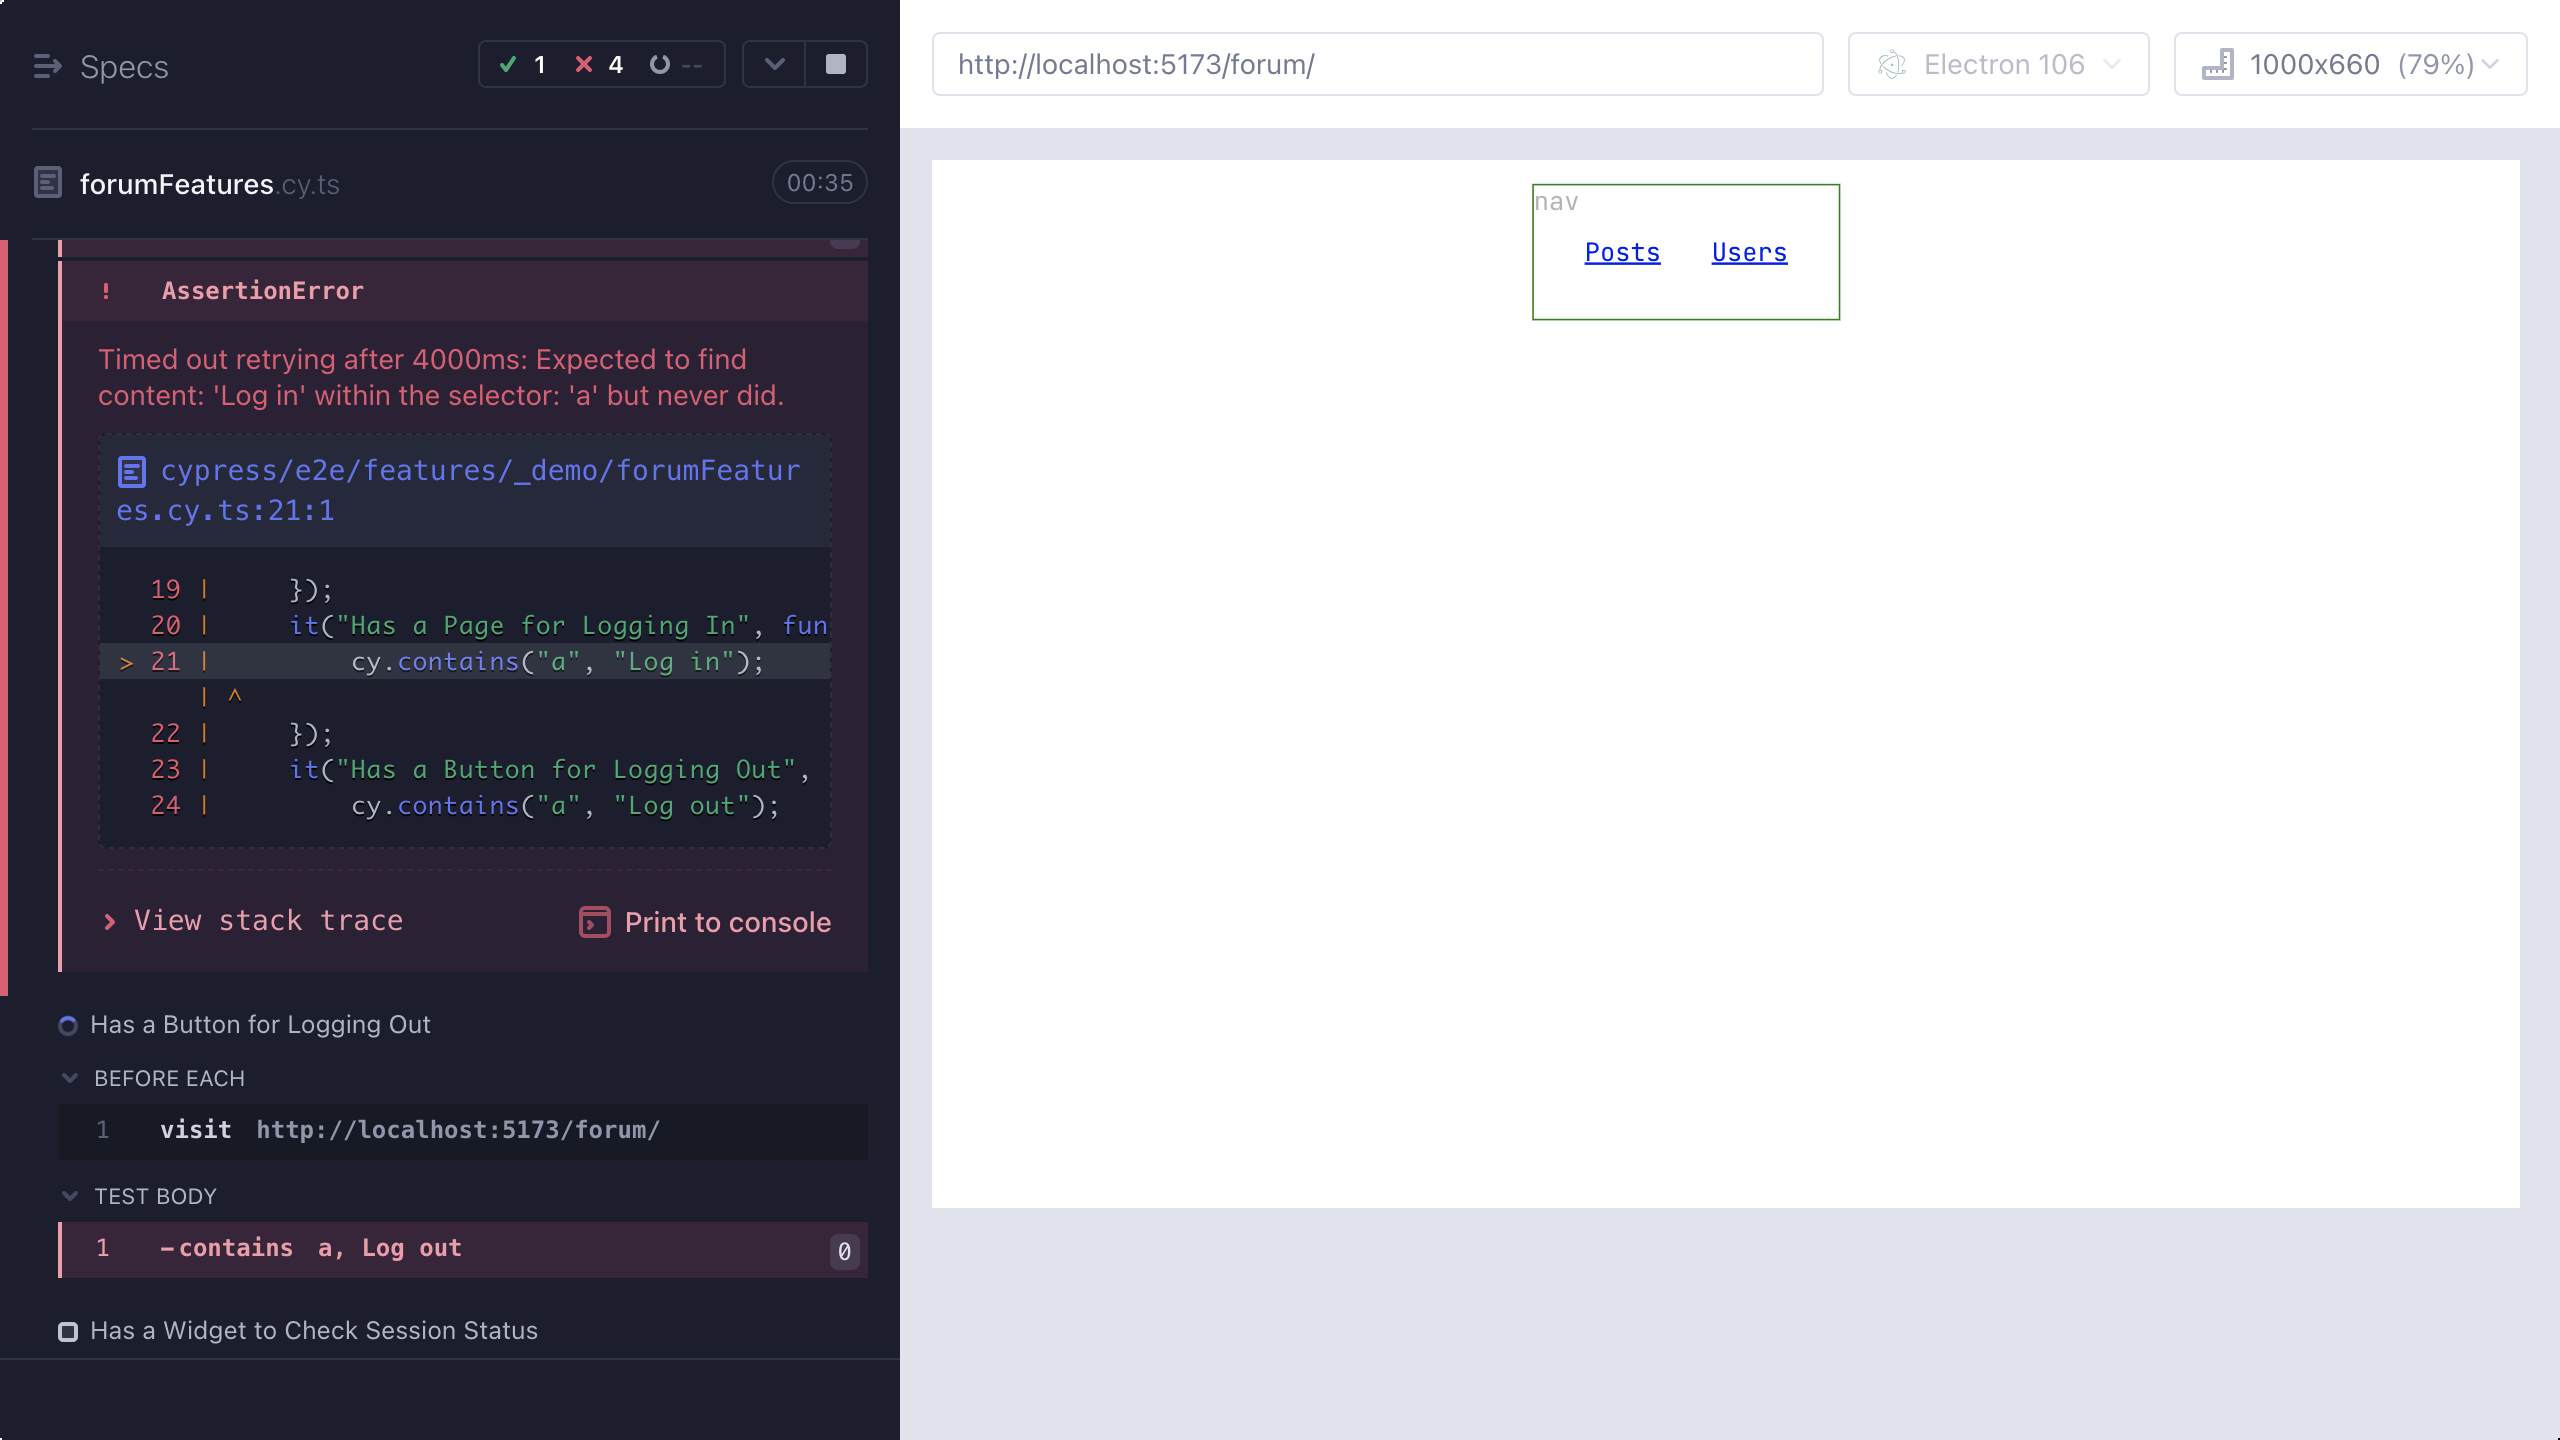 Specs
1 4 --
forumFeatures.cy.ts 00:35
! AssertionError
Timed out retrying after 4000ms: Expected to find
content: 'Log in' within the selector: 'a' but never did.
cypress/e2e/features/_demo/forumFeatur
es.cy.ts:21:1
19 | });
20 | it("Has a Page for Logging In", fun
> 21 | cy.contains("a", "Log in");
| ^
22 | });
23 | it("Has a Button for Logging Out",
24 | cy.contains("a", "Log out");
View stack trace
Print to console
Has a Button for Logging Out
BEFORE EACH
1 visit http://localhost:5173/forum/
TEST BODY
1 -contains a, Log out 0
Has a Widget to Check Session Status
http://localhost:5173/forum/
Electron 106
1000x660 (79%)
nav
Posts Users